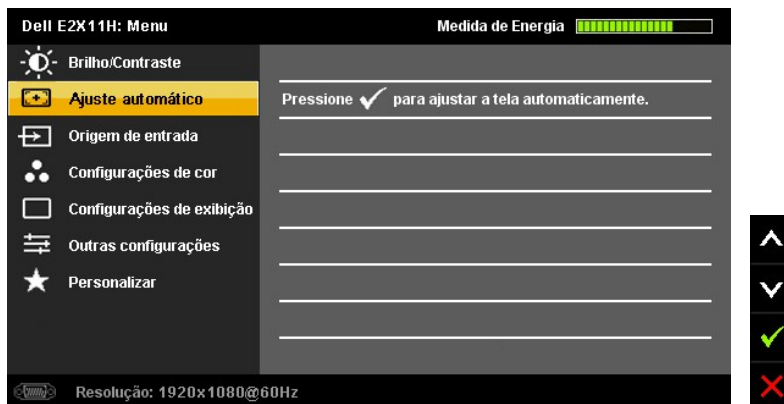 Dell E2X11H: Menu
Medida de Energia
Brilho/Contraste
Ajuste automático
Pressione para ajustar a tela automaticamente.
Origem de entrada
Configurações de cor
Configurações de exibição
Outras configurações
Personalizar
Resolução: 1920x1080@60Hz